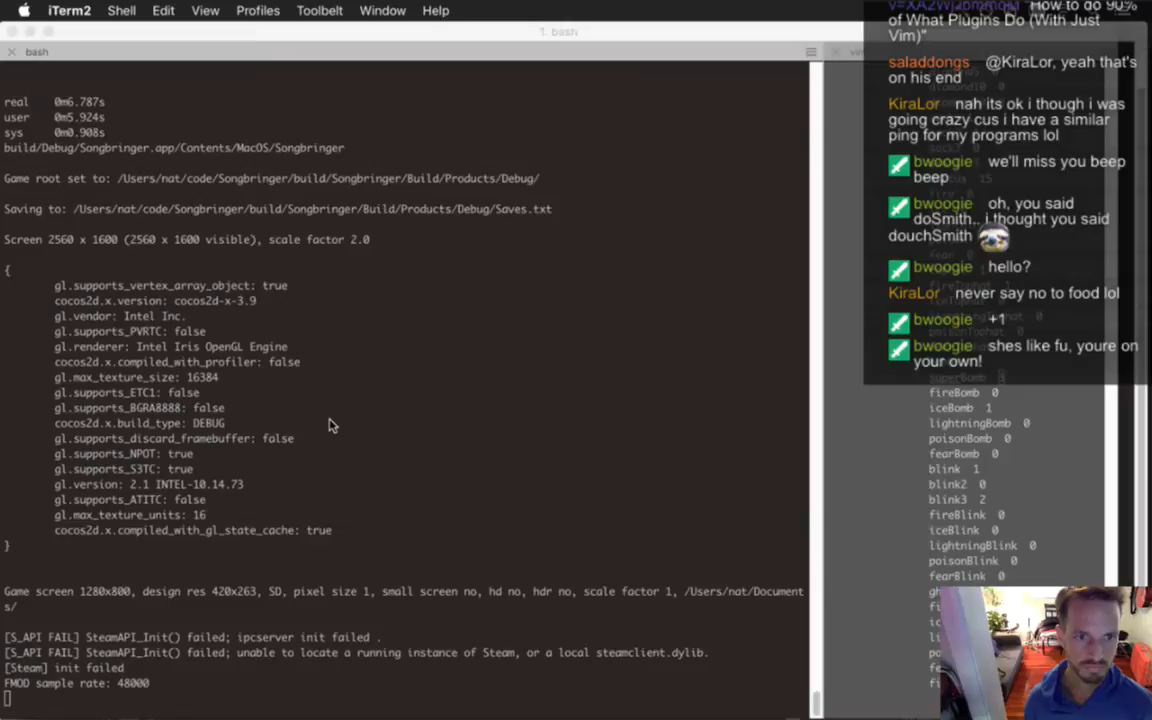 iTerm2 Shell Edit View Profiles Toolbelt Window Help
1. bash
bash
real 0m6.787s
user 0m5.924s
sys 0m0.908s
build/Debug/Songbringer.app/Contents/MacOS/Songbringer
Game root set to: /Users/nat/code/Songbringer/build/Songbringer/Build/Products/Debug/
Saving to: /Users/nat/code/Songbringer/build/Songbringer/Build/Products/Debug/Saves.txt
Screen 2560 x 1600 (2560 x 1600 visible), scale factor 2.0
{
gl.supports_vertex_array_object: true
cocos2d.x.version: cocos2d-x-3.9
gl.vendor: Intel Inc.
gl.supports_PVRTC: false
gl.renderer: Intel Iris OpenGL Engine
cocos2d.x.compiled_with_profiler: false
gl.max_texture_size: 16384
gl.supports_ETC1: false
gl.supports_BGRA8888: false
cocos2d.x.build_type: DEBUG
gl.supports_discard_framebuffer: false
gl.supports_NPOT: true
gl.supports_S3TC: true
gl.version: 2.1 INTEL-10.14.73
gl.supports_ATITC: false
gl.max_texture_units: 16
cocos2d.x.compiled_with_gl_state_cache: true
}
Game screen 1280x800, design res 420x263, SD, pixel size 1, small screen no, hd no, hdr no, scale factor 1, /Users/nat/Document
s/
[S_API FAIL] SteamAPI_Init() failed; ipcserver init failed .
[S_API FAIL] SteamAPI_Init() failed; unable to locate a running instance of Steam, or a local steamclient.dylib.
[Steam] init failed
FMOD sample rate: 48000
"How to do 90%
of What Plugins Do (With Just
Vim)"
saladdongs @KiraLor, yeah that's
on his end
KiraLor nah its ok i though i was
going crazy cus i have a similar
ping for my programs lol
bwoogie we'll miss you beep
beep
bwoogie oh, you said
doSmith.. i thought you said
douchSmith
bwoogie hello?
KiraLor never say no to food lol
bwoogie +1
bwoogie shes like fu, youre on
your own!
superBomb
fireBomb 0
iceBomb 1
lightningBomb 0
poisonBomb 0
fearBomb 0
blink 1
blink2 0
blink3 2
fireBlink 0
iceBlink 0
lightningBlink 0
poisonBlink 0
fearBlink 0